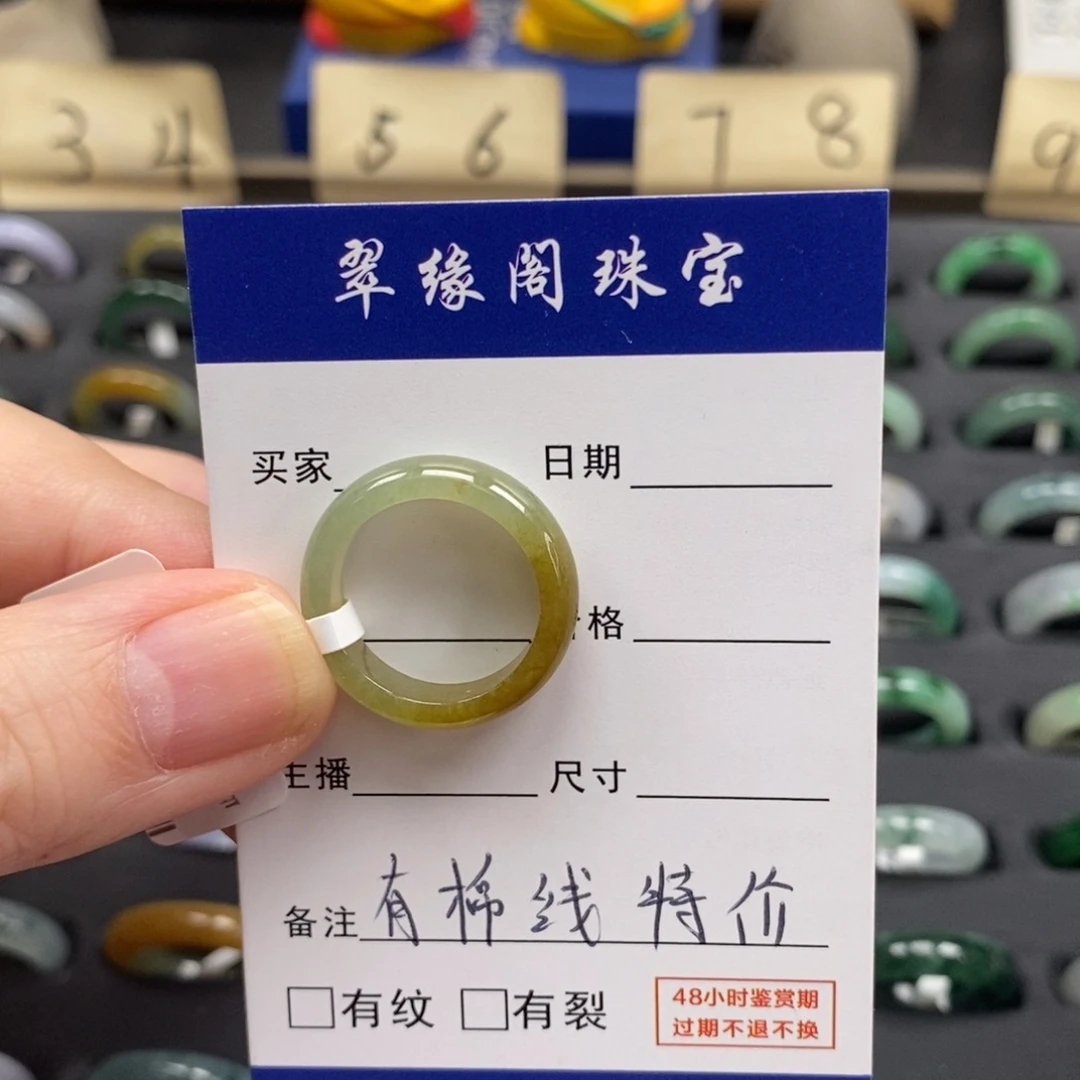 3 4
5 6
7 8
9
翠缘阁珠宝
买家 日期
格
主播 尺寸
备注 有棉线 特价
有纹 有裂
48小时鉴赏期
过期不退不换